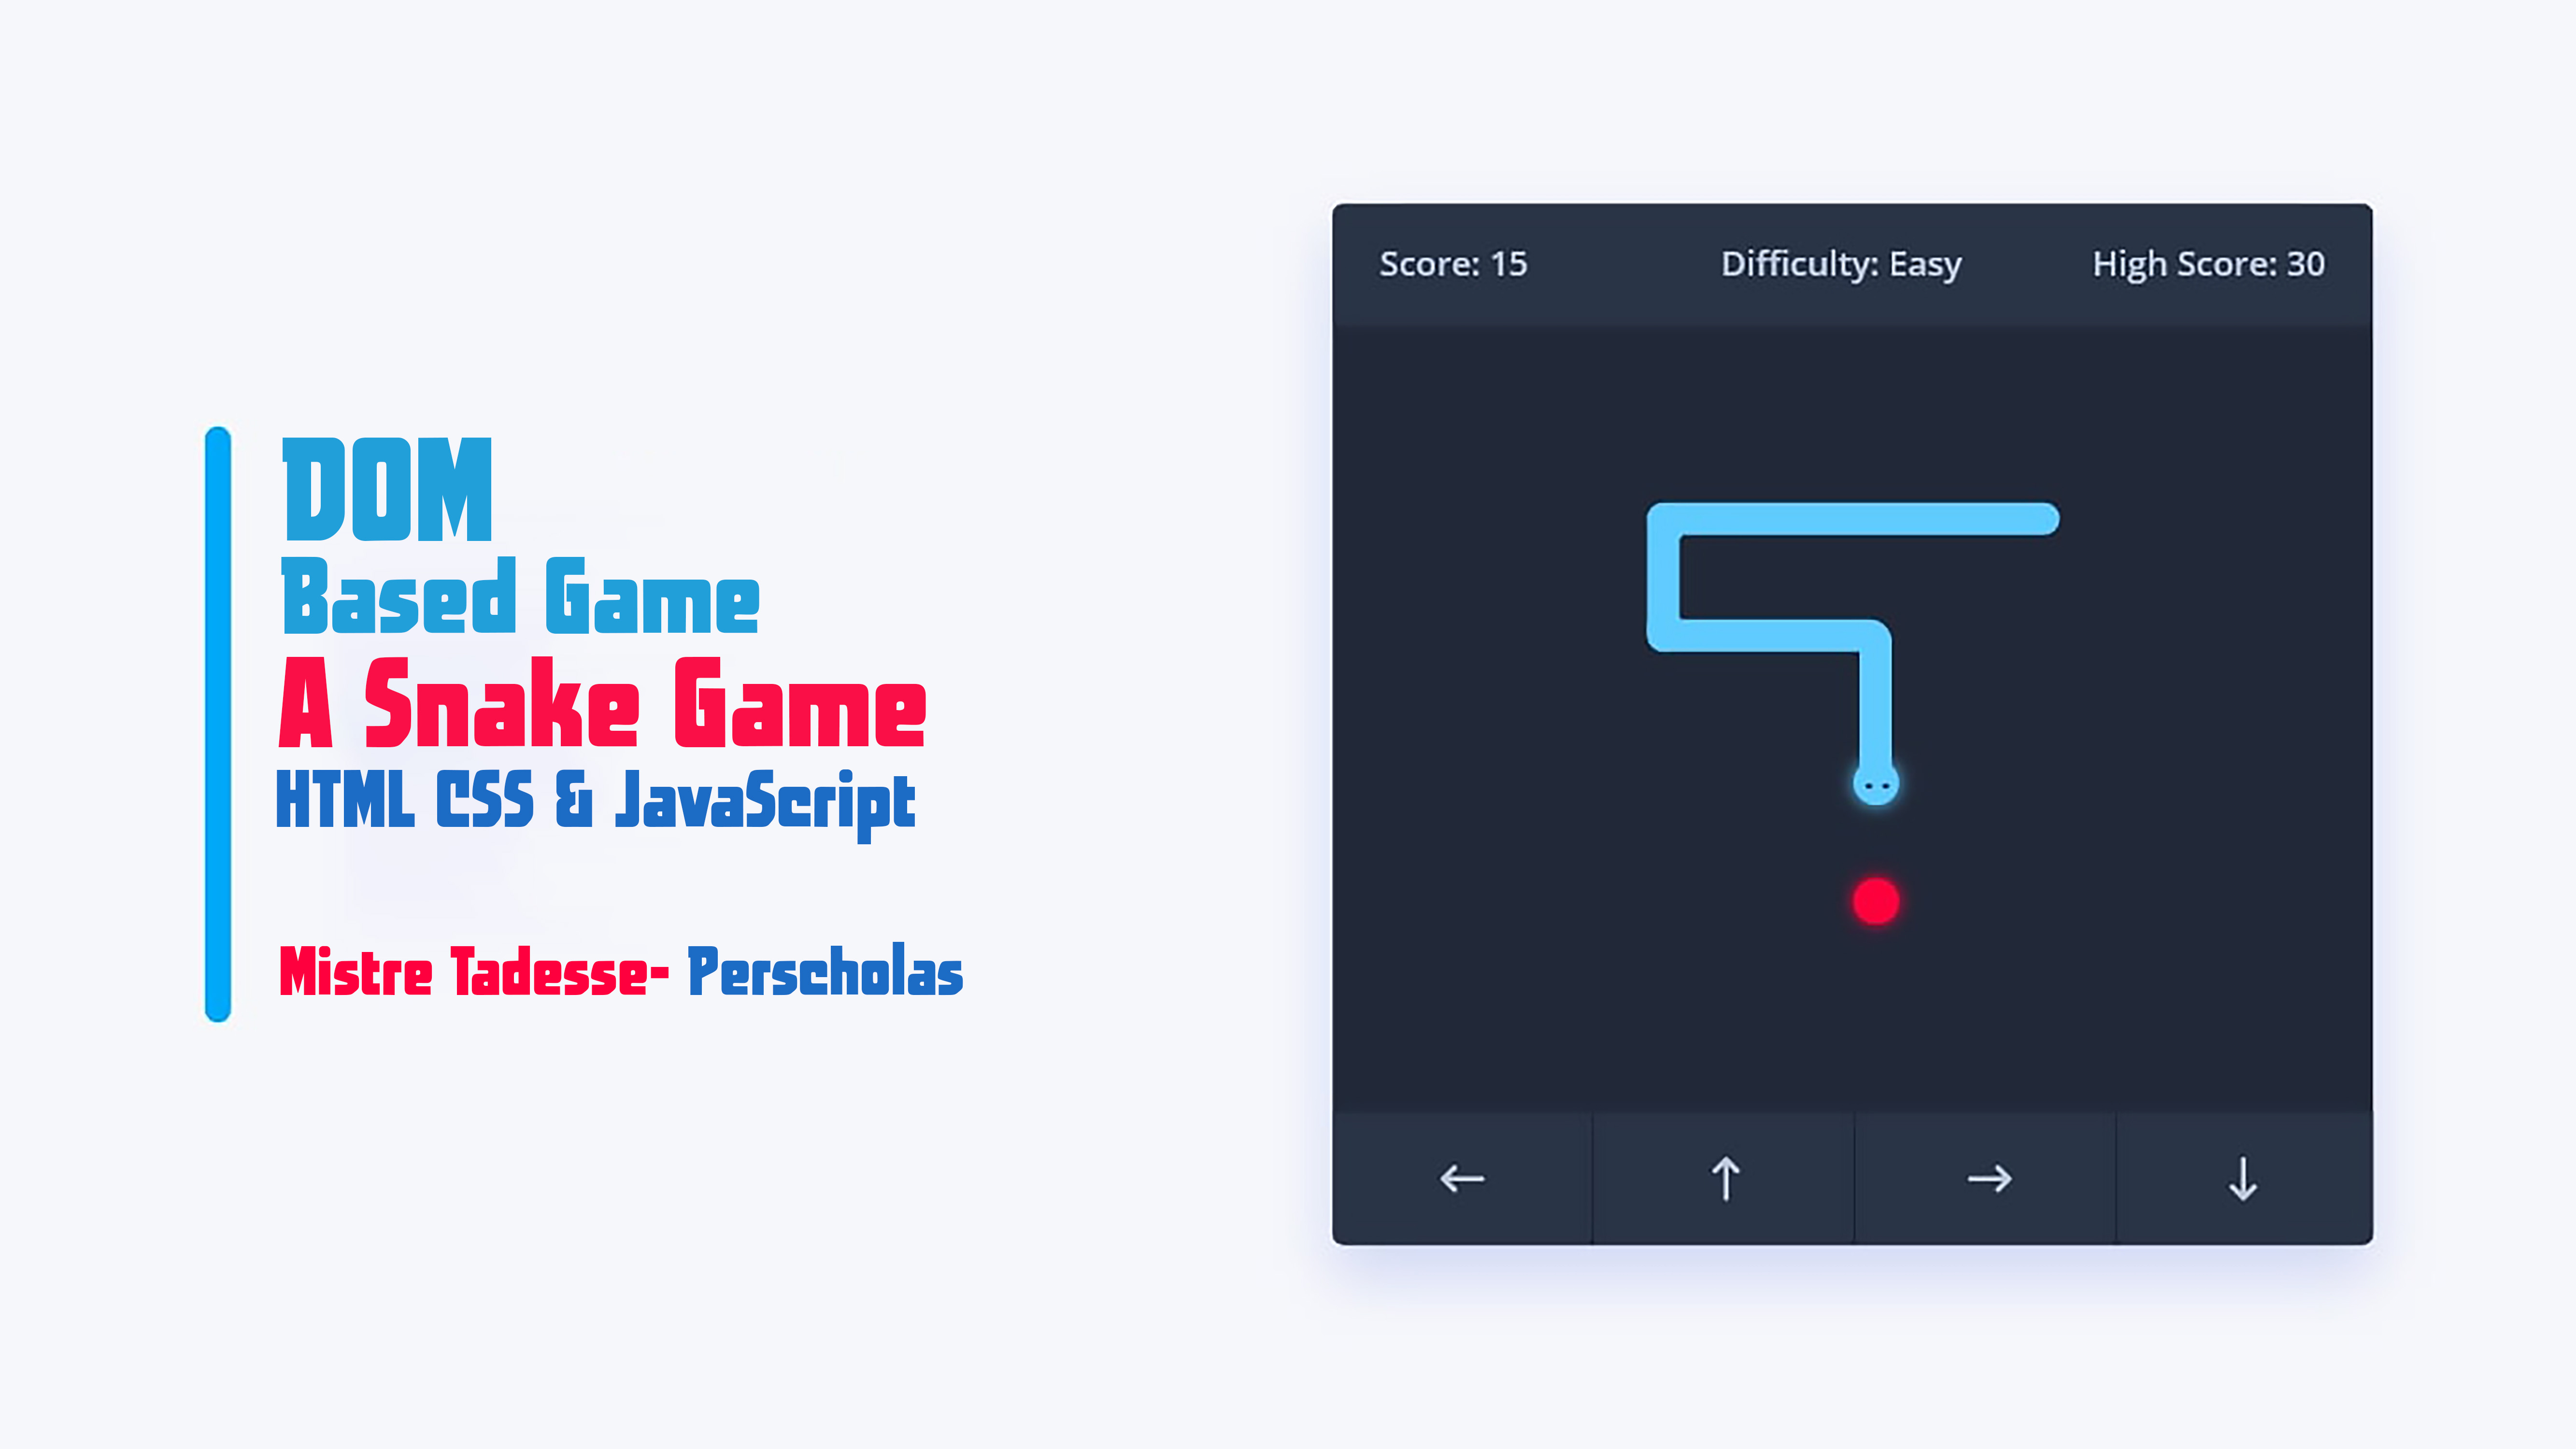 DOM
Based Game
A Snake Game
HTML CSS & JavaScript
Mistre Tadesse- Perscholas
Score: 15
Difficulty: Easy
High Score: 30
← ↑ → ↓